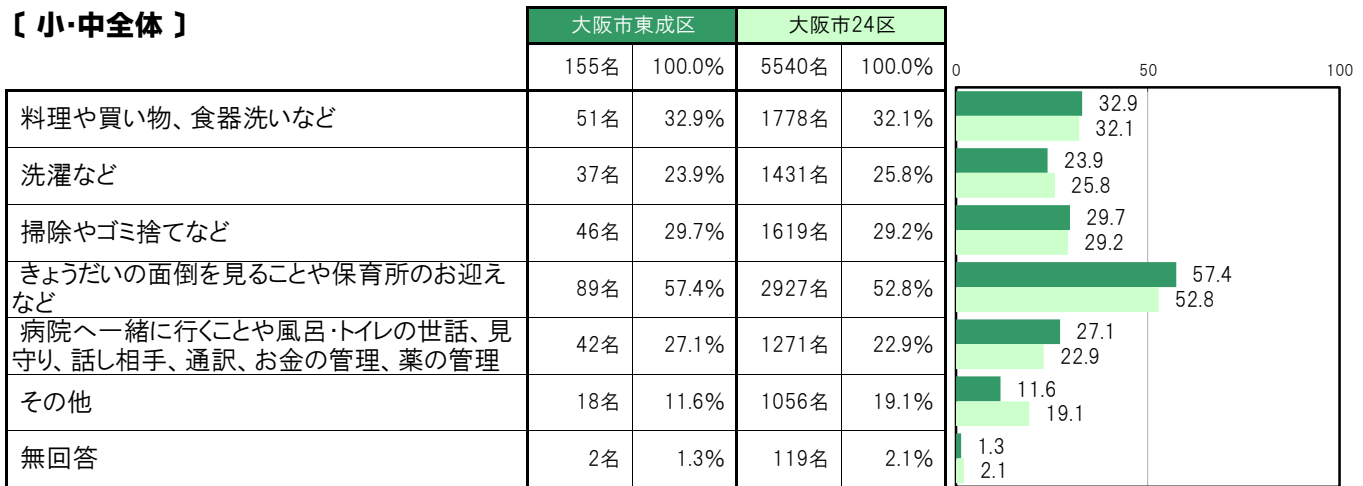 〔 小・中全体 〕
大阪市東成区 大阪市24区
155名 100.0% 5540名 100.0%
0 50 100
料理や買い物、食器洗いなど 51名 32.9% 1778名 32.1%
32.9
32.1
洗濯など 37名 23.9% 1431名 25.8%
23.9
25.8
掃除やゴミ捨てなど 46名 29.7% 1619名 29.2%
29.7
29.2
きょうだいの面倒を見ることや保育所のお迎え
など
89名 57.4% 2927名 52.8%
57.4
52.8
病院へ一緒に行くことや風呂・トイレの世話、見
守り、話し相手、通訳、お金の管理、薬の管理
42名 27.1% 1271名 22.9%
27.1
22.9
その他 18名 11.6% 1056名 19.1%
11.6
19.1
無回答 2名 1.3% 119名 2.1%
1.3
2.1